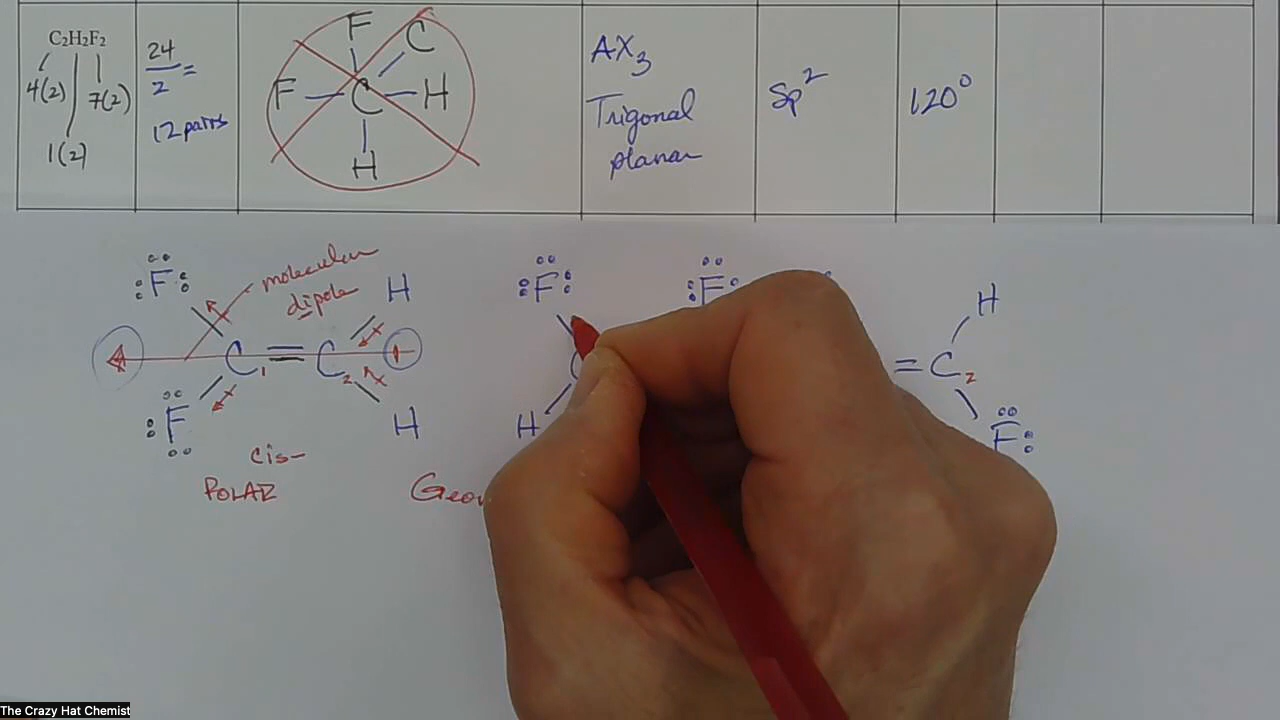 C₂H₂F₂
4(2) 7(2)
1(2)
24
2 =
12 pairs
F C
F C H
H
AX₃
Trigonal
planar
Sp²
120°
molecular
dipole
F H
C₁ = C₂
F H
cis-
POLAR
F
H
F
H
= C₂
F
Geo
The Crazy Hat Chemist